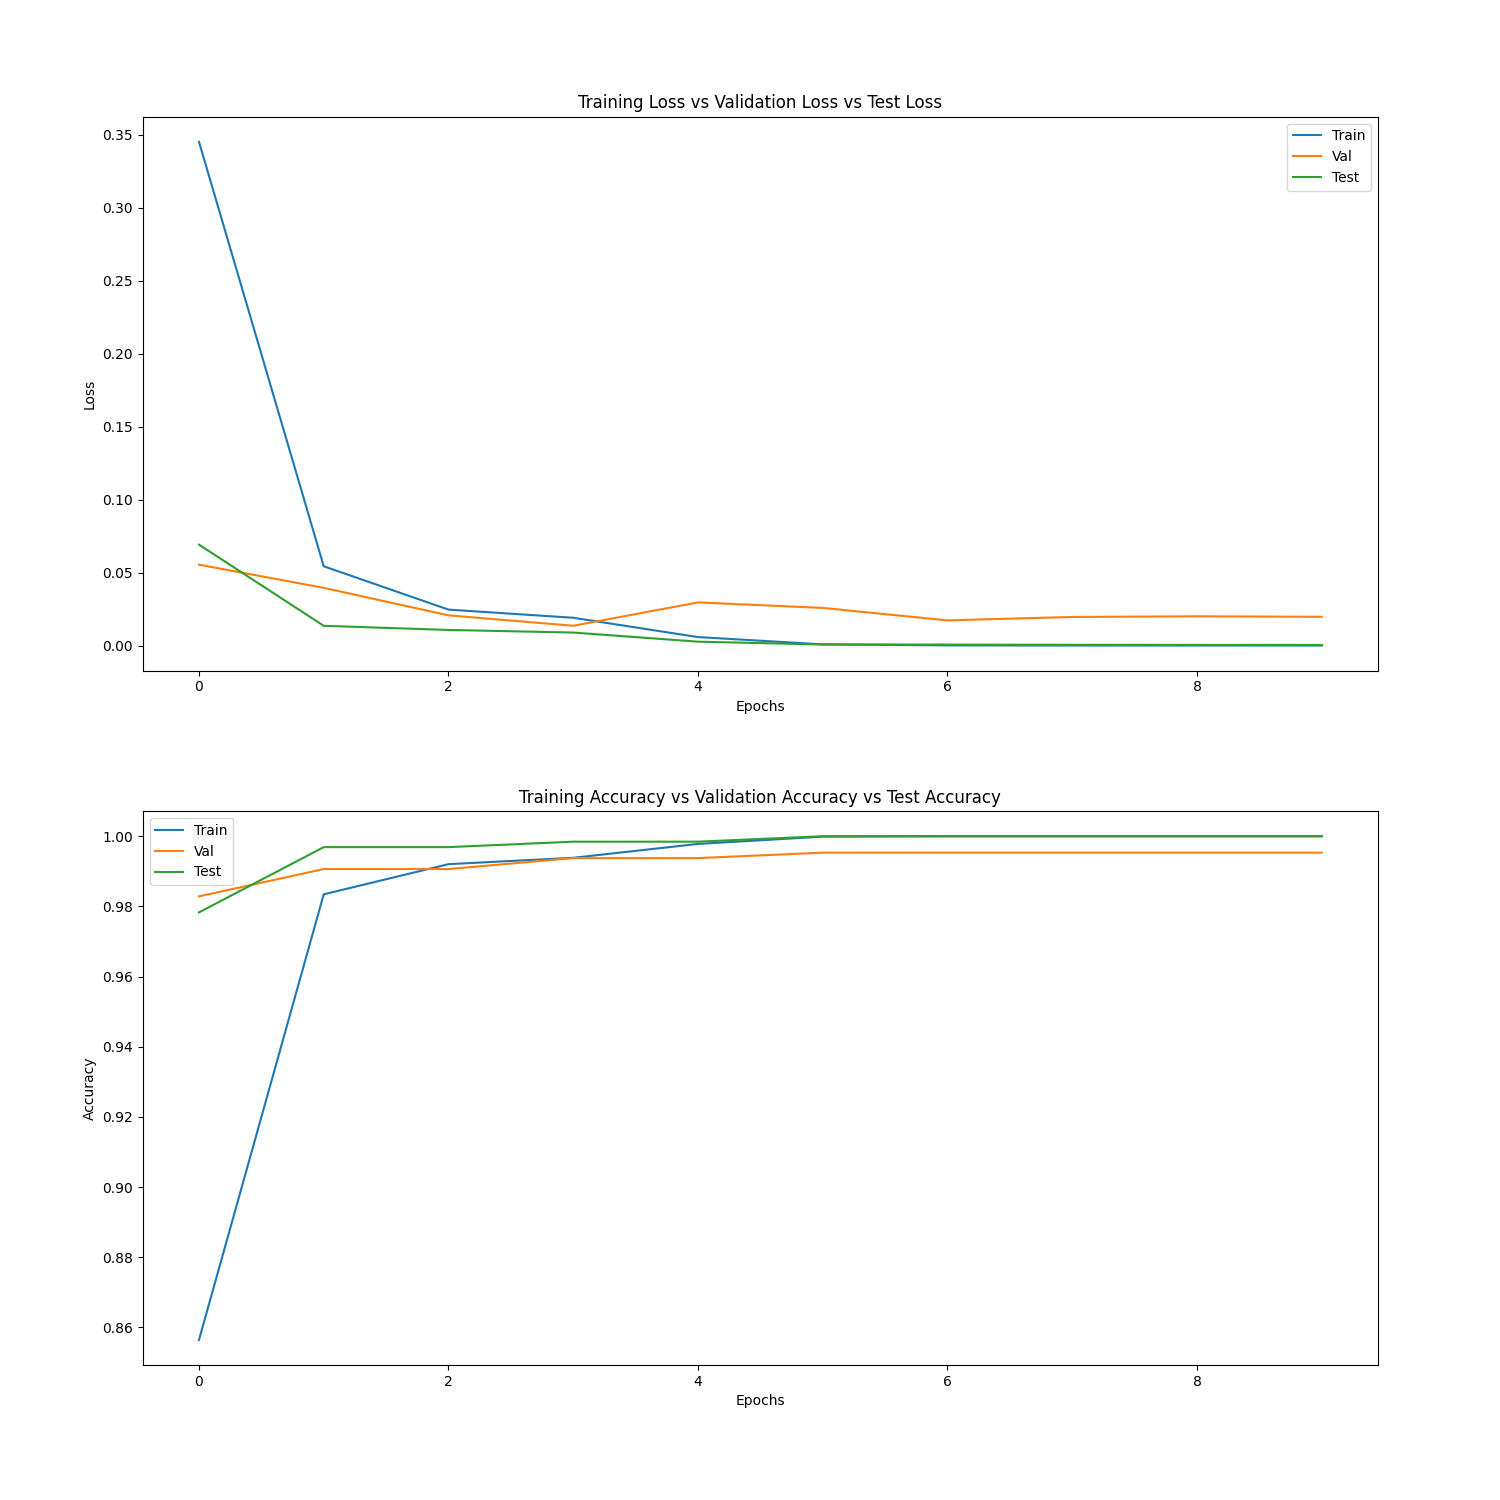 Training Loss vs Validation Loss vs Test Loss
0.35
0.30
0.25
0.20
0.15
0.10
0.05
0.00
Loss
Train
Val
Test
0 2 4 6 8
Epochs
Training Accuracy vs Validation Accuracy vs Test Accuracy
1.00
0.98
0.96
0.94
0.92
0.90
0.88
0.86
Accuracy
Train
Val
Test
0 2 4 6 8
Epochs